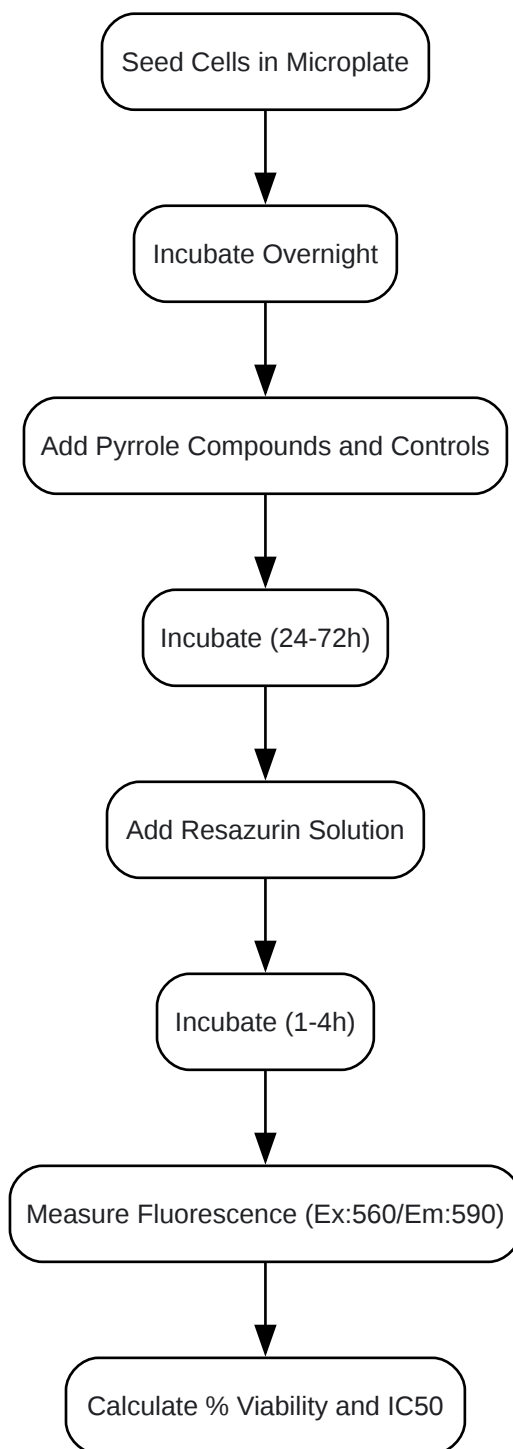 Seed Cells in Microplate
Incubate Overnight
Add Pyrrole Compounds and Controls
Incubate (24-72h)
Add Resazurin Solution
Incubate (1-4h)
Measure Fluorescence (Ex:560/Em:590)
Calculate % Viability and IC50